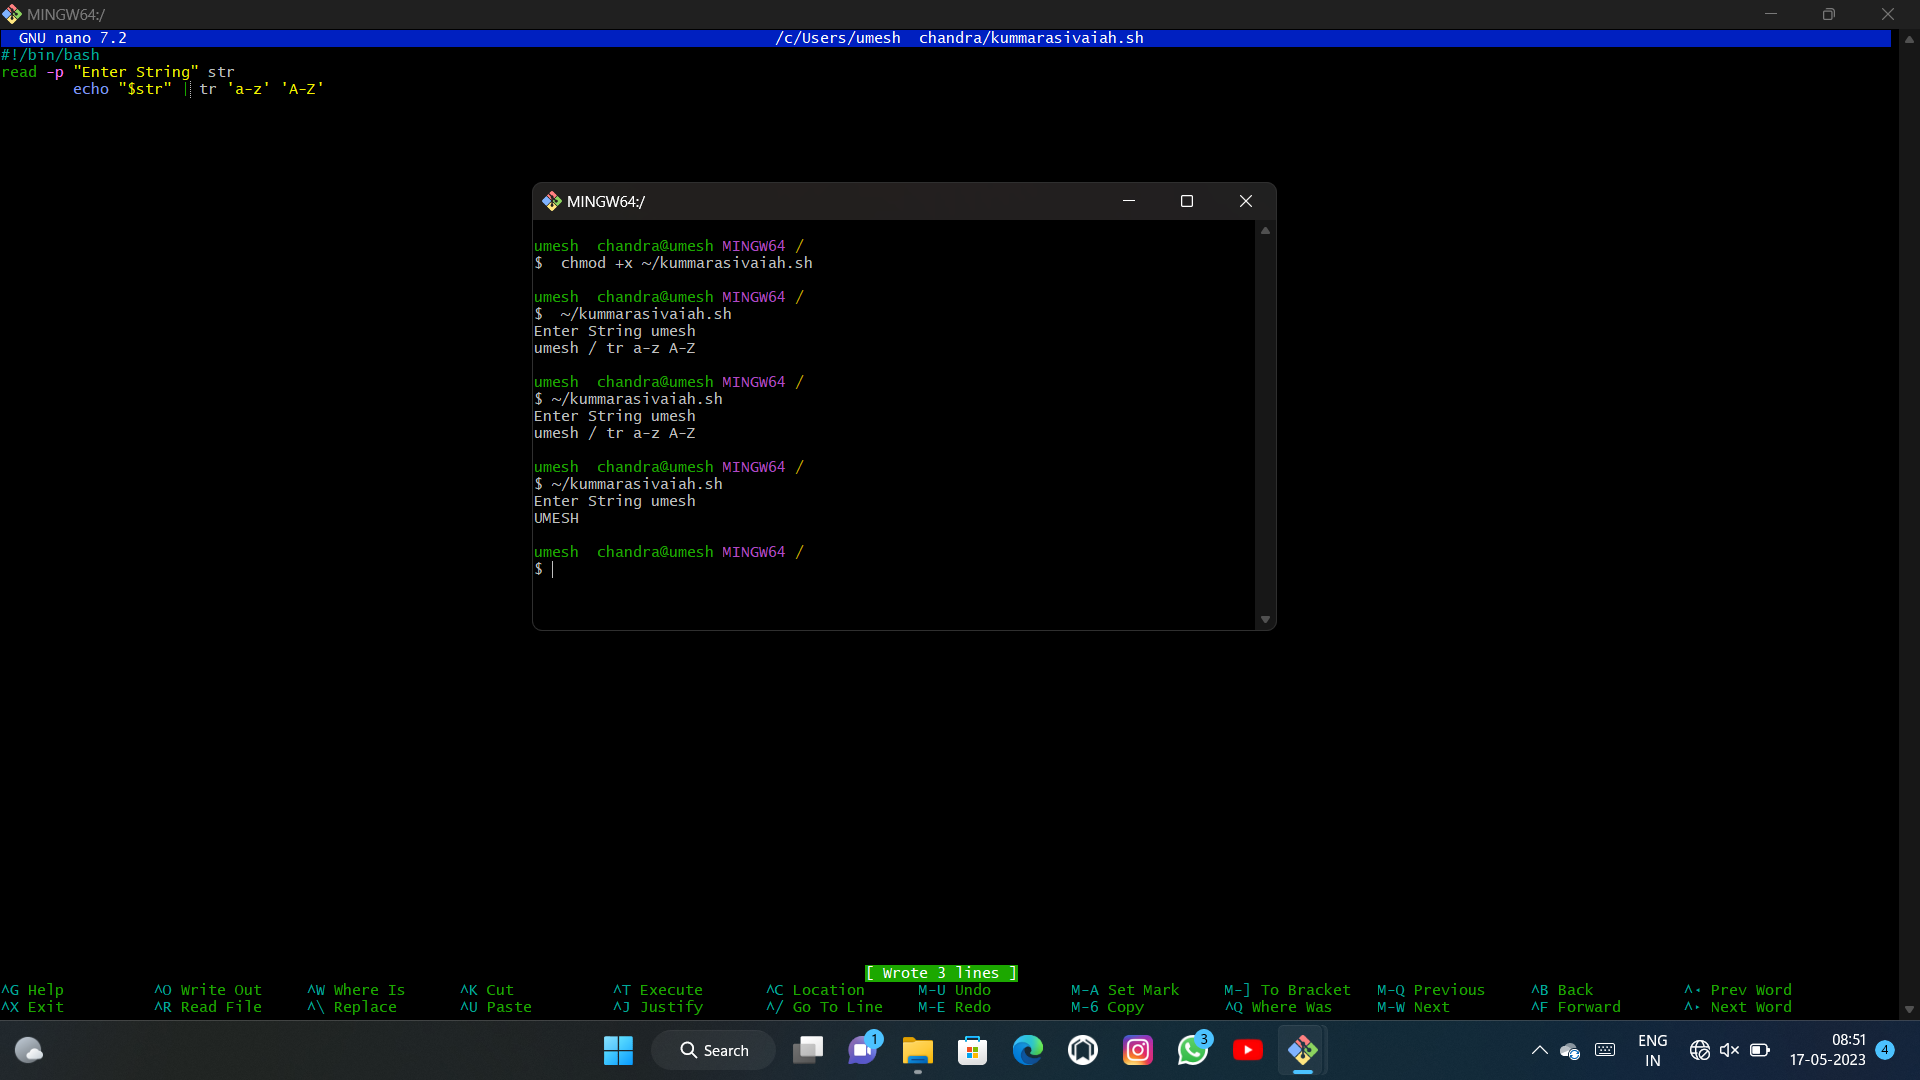 MINGW64:/
GNU nano 7.2 /c/Users/umesh  chandra/kummarasivaiah.sh
#!/bin/bash
read -p "Enter String" str
echo "$str" | tr 'a-z' 'A-Z'
MINGW64:/
umesh  chandra@umesh MINGW64 /
$  chmod +x ~/kummarasivaiah.sh
umesh  chandra@umesh MINGW64 /
$  ~/kummarasivaiah.sh
Enter String umesh
umesh / tr a-z A-Z
umesh  chandra@umesh MINGW64 /
$ ~/kummarasivaiah.sh
Enter String umesh
umesh / tr a-z A-Z
umesh  chandra@umesh MINGW64 /
$ ~/kummarasivaiah.sh
Enter String umesh
UMESH
umesh  chandra@umesh MINGW64 /
$
[ Wrote 3 lines ]
^G Help ^O Write Out ^W Where Is ^K Cut ^T Execute ^C Location M-U Undo M-A Set Mark M-] To Bracket M-Q Previous ^B Back ^◂ Prev Word
^X Exit ^R Read File ^\ Replace ^U Paste ^J Justify ^/ Go To Line M-E Redo M-6 Copy ^Q Where Was M-W Next ^F Forward ^▸ Next Word
Search 1 3 ENG 08:51 4
IN 17-05-2023